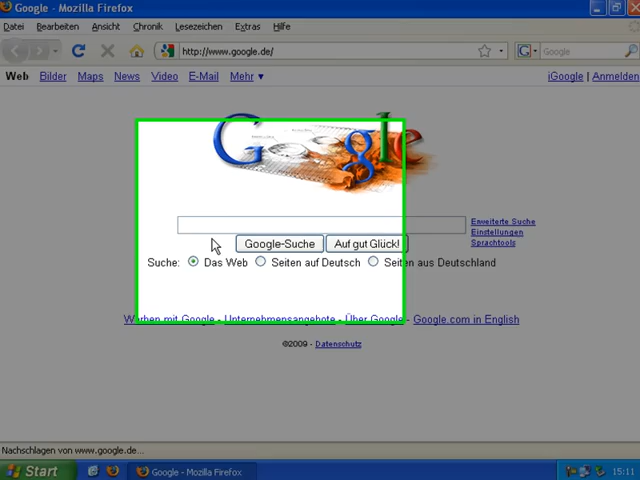 Google - Mozilla Firefox
Datei Bearbeiten Ansicht Chronik Lesezeichen Extras Hilfe
http://www.google.de/ Google
Web Bilder Maps News Video E-Mail Mehr ▼ iGoogle | Anmelden
Google
Erweiterte Suche
Einstellungen
Sprachtools
Google-Suche Auf gut Glück!
Suche: Das Web Seiten auf Deutsch Seiten aus Deutschland
Werben mit Google - Unternehmensangebote - Über Google - Google.com in English
©2009 - Datenschutz
Nachschlagen von www.google.de...
Start Google - Mozilla Firefox 15:11